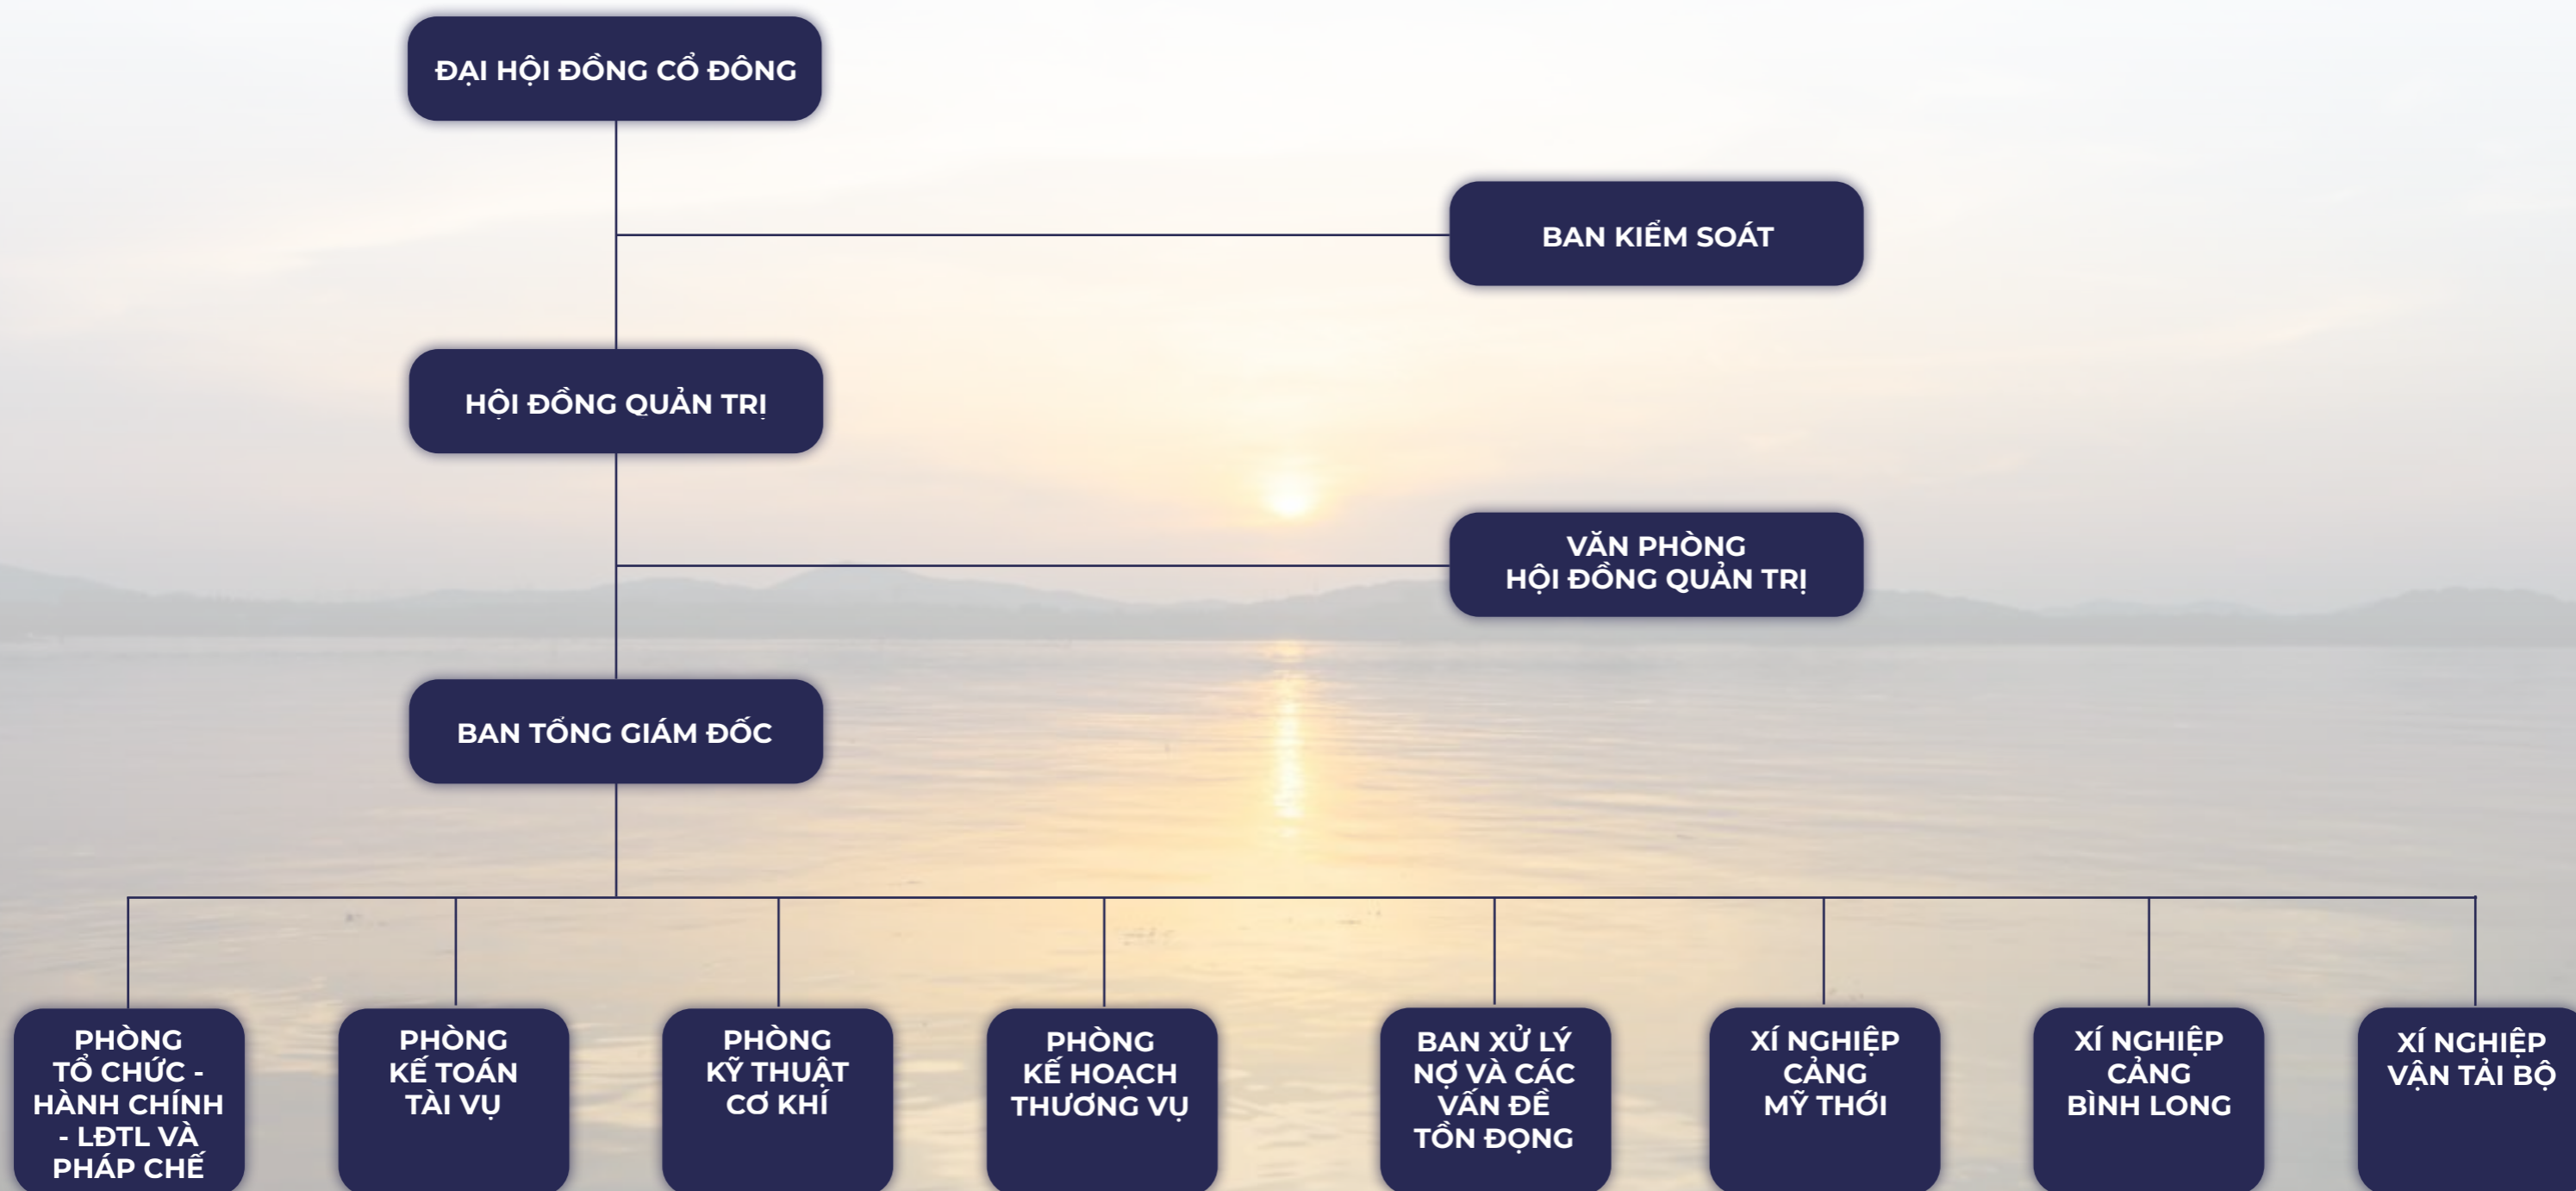 ĐẠI HỘI ĐỒNG CỔ ĐÔNG
BAN KIỂM SOÁT
HỘI ĐỒNG QUẢN TRỊ
VĂN PHÒNG
HỘI ĐỒNG QUẢN TRỊ
BAN TỔNG GIÁM ĐỐC
PHÒNG
TỔ CHỨC -
HÀNH CHÍNH
- LĐTL VÀ
PHÁP CHẾ
PHÒNG
KẾ TOÁN
TÀI VỤ
PHÒNG
KỸ THUẬT
CƠ KHÍ
PHÒNG
KẾ HOẠCH
THƯƠNG VỤ
BAN XỬ LÝ
NỢ VÀ CÁC
VẤN ĐỀ
TỒN ĐỌNG
XÍ NGHIỆP
CẢNG
MỸ THỚI
XÍ NGHIỆP
CẢNG
BÌNH LONG
XÍ NGHIỆP
VẬN TẢI BỘ